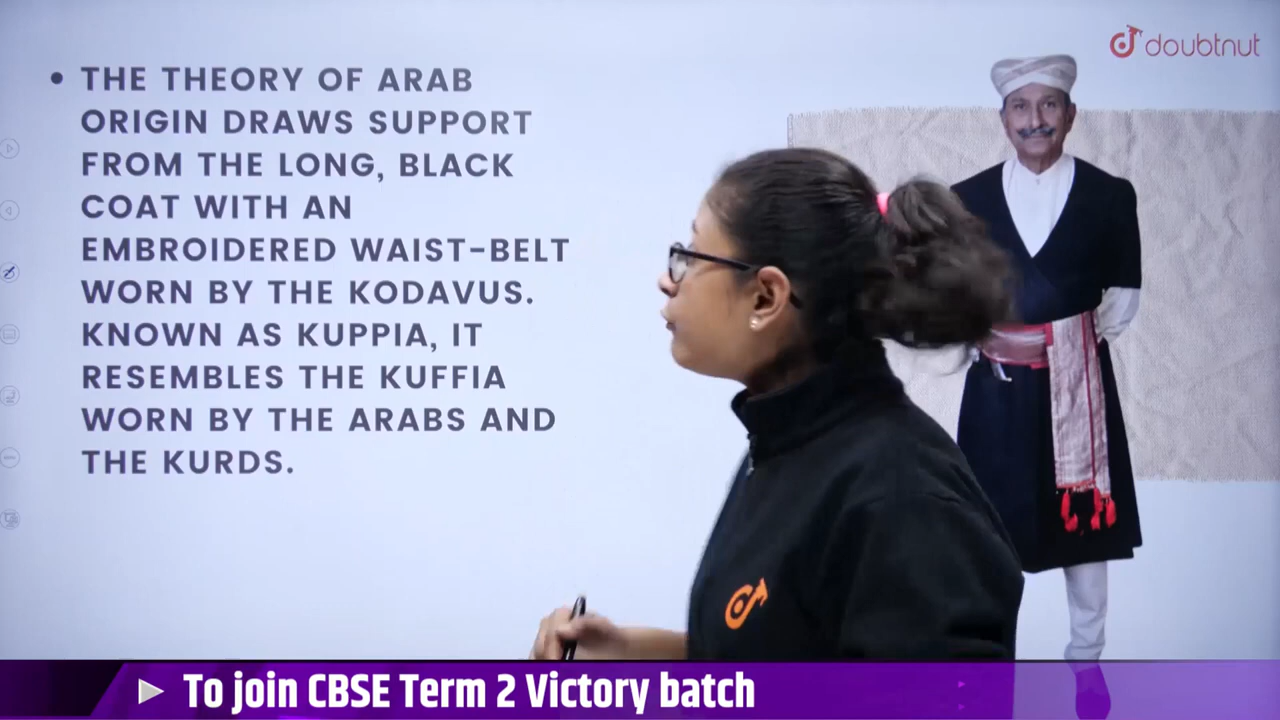 doubtnut
• THE THEORY OF ARAB
ORIGIN DRAWS SUPPORT
FROM THE LONG, BLACK
COAT WITH AN
EMBROIDERED WAIST-BELT
WORN BY THE KODAVUS.
KNOWN AS KUPPIA, IT
RESEMBLES THE KUFFIA
WORN BY THE ARABS AND
THE KURDS.
To join CBSE Term 2 Victory batch